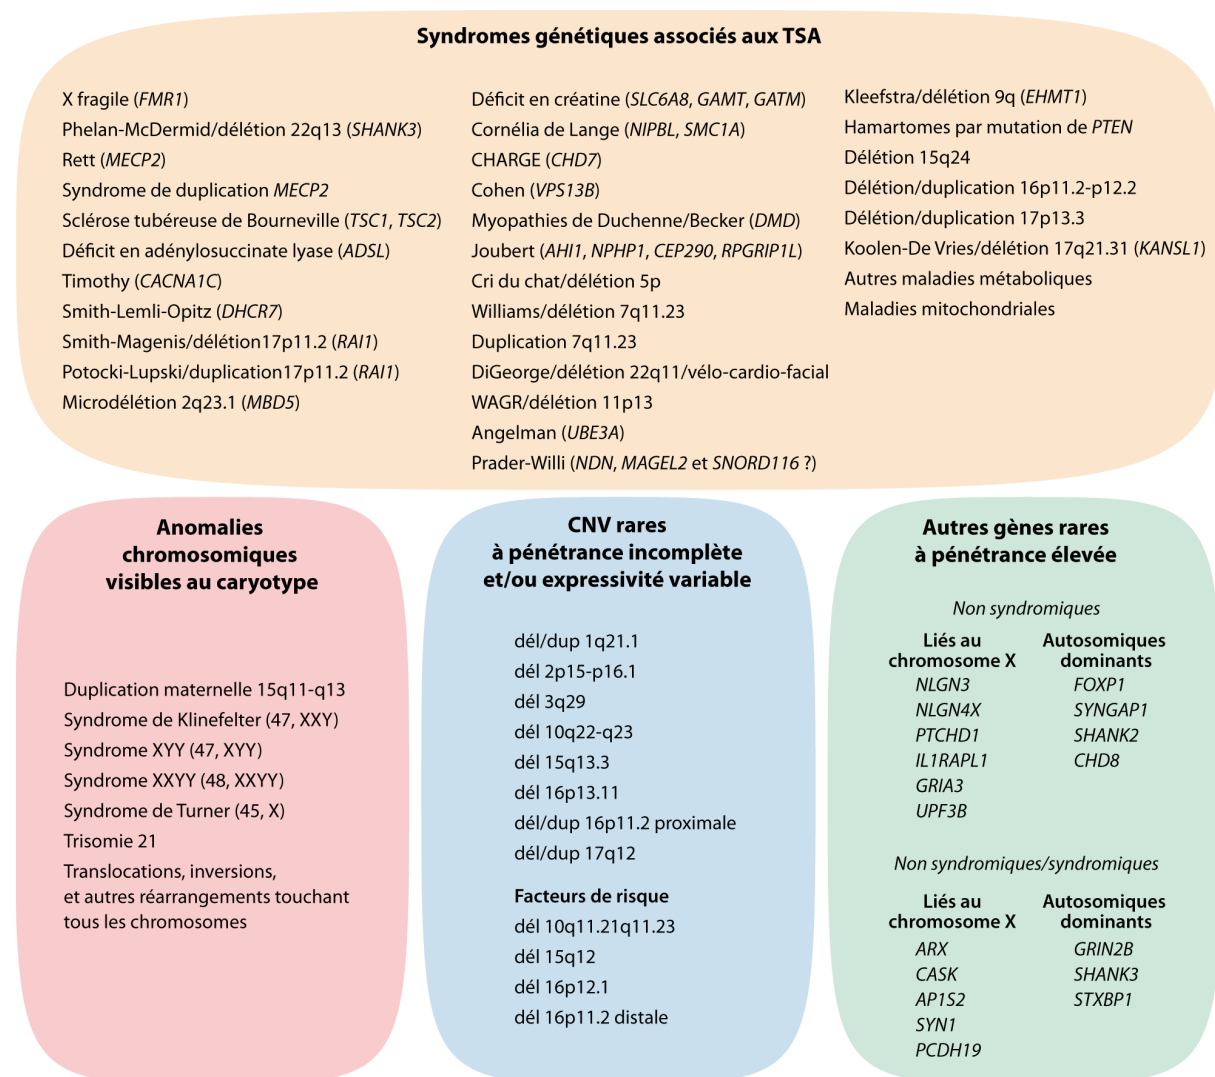 Syndromes génétiques associés aux TSA
X fragile (FMR1)
Phelan-McDermid/délétion 22q13 (SHANK3)
Rett (MECP2)
Syndrome de duplication MECP2
Sclérose tubéreuse de Bourneville (TSC1, TSC2)
Déficit en adénylosuccinate lyase (ADSL)
Timothy (CACNA1C)
Smith-Lemli-Opitz (DHCR7)
Smith-Magenis/délétion17p11.2 (RAI1)
Potocki-Lupski/duplication17p11.2 (RAI1)
Microdélétion 2q23.1 (MBD5)
Déficit en créatine (SLC6A8, GAMT, GATM)
Cornélia de Lange (NIPBL, SMC1A)
CHARGE (CHD7)
Cohen (VPS13B)
Myopathies de Duchenne/Becker (DMD)
Joubert (AHI1, NPHP1, CEP290, RPGRIP1L)
Cri du chat/délétion 5p
Williams/délétion 7q11.23
Duplication 7q11.23
DiGeorge/délétion 22q11/vélo-cardio-facial
WAGR/délétion 11p13
Angelman (UBE3A)
Prader-Willi (NDN, MAGEL2 et SNORD116 ?)
Kleefstra/délétion 9q (EHMT1)
Hamartomes par mutation de PTEN
Délétion 15q24
Délétion/duplication 16p11.2-p12.2
Délétion/duplication 17p13.3
Koolen-De Vries/délétion 17q21.31 (KANSL1)
Autres maladies métaboliques
Maladies mitochondriales
Anomalies
chromosomiques
visibles au caryotype
Duplication maternelle 15q11-q13
Syndrome de Klinefelter (47, XXY)
Syndrome XYY (47, XYY)
Syndrome XXYY (48, XXYY)
Syndrome de Turner (45, X)
Trisomie 21
Translocations, inversions,
et autres réarrangements touchant
tous les chromosomes
CNV rares
à pénétrance incomplète
et/ou expressivité variable
dél/dup 1q21.1
dél 2p15-p16.1
dél 3q29
dél 10q22-q23
dél 15q13.3
dél 16p13.11
dél/dup 16p11.2 proximale
dél/dup 17q12
Facteurs de risque
dél 10q11.21q11.23
dél 15q12
dél 16p12.1
dél 16p11.2 distale
Autres gènes rares
à pénétrance élevée
Non syndromiques
Liés au
chromosome X
NLGN3
NLGN4X
PTCHD1
IL1RAPL1
GRIA3
UPF3B
Autosomiques
dominants
FOXP1
SYNGAP1
SHANK2
CHD8
Non syndromiques/syndromiques
Liés au
chromosome X
ARX
CASK
AP1S2
SYN1
PCDH19
Autosomiques
dominants
GRIN2B
SHANK3
STXBP1